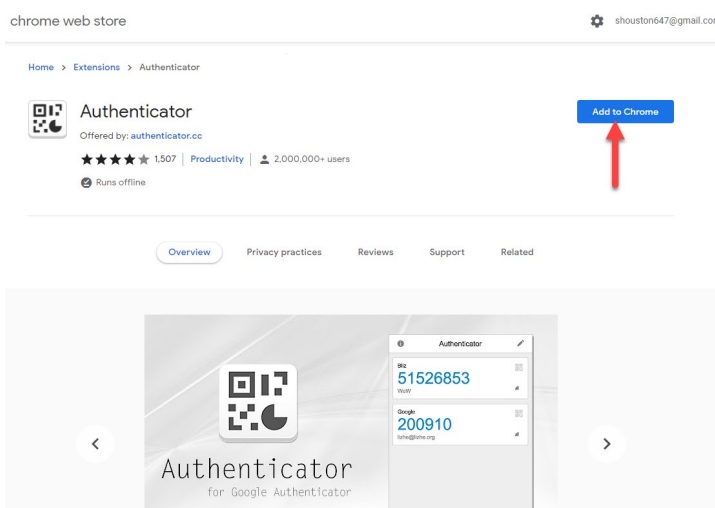 chrome web store
shouston647@gmail.co
Home > Extensions > Authenticator
Authenticator
Add to Chrome
Offered by: authenticator.cc
1,507 | Productivity | 2,000,000+ users
Runs offline
Overview Privacy practices Reviews Support Related
Authenticator
Bliz
51526853
WoW
Google
200910
lizhe@lizhe.org
Authenticator
for Google Authenticator